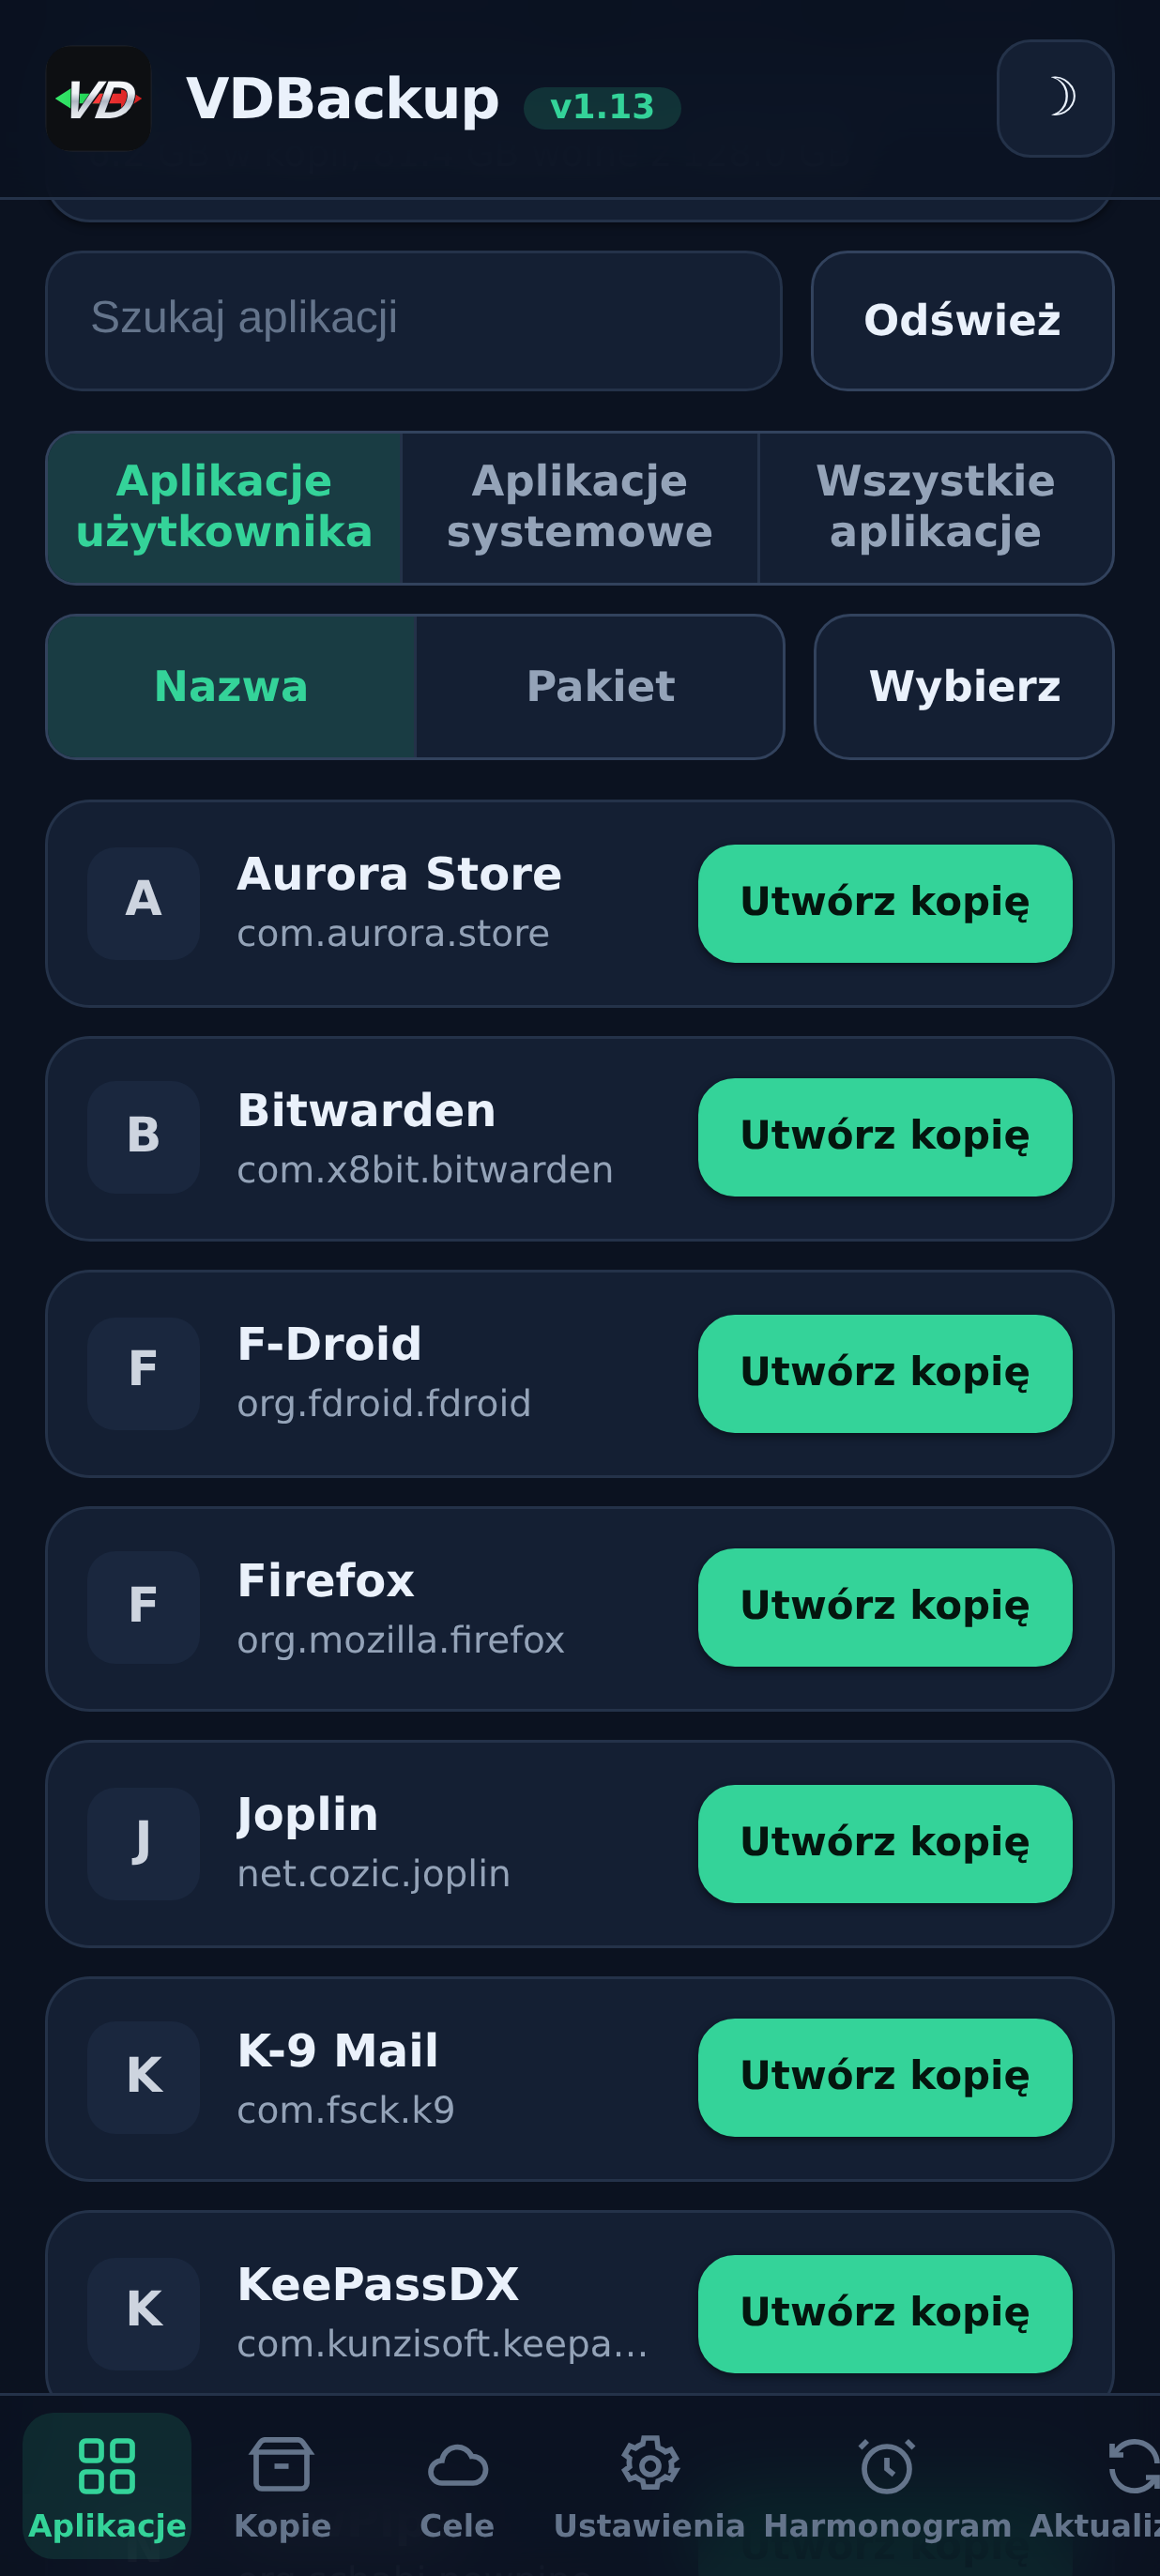 VD
VDBackup v1.13
Szukaj aplikacji
Odśwież
Aplikacje
użytkownika
Aplikacje
systemowe
Wszystkie
aplikacje
Nazwa
Pakiet
Wybierz
A
Aurora Store
com.aurora.store
Utwórz kopię
B
Bitwarden
com.x8bit.bitwarden
Utwórz kopię
F
F-Droid
org.fdroid.fdroid
Utwórz kopię
F
Firefox
org.mozilla.firefox
Utwórz kopię
J
Joplin
net.cozic.joplin
Utwórz kopię
K
K-9 Mail
com.fsck.k9
Utwórz kopię
K
KeePassDX
com.kunzisoft.keepa...
Utwórz kopię
Aplikacje
Kopie
Cele
Ustawienia
Harmonogram